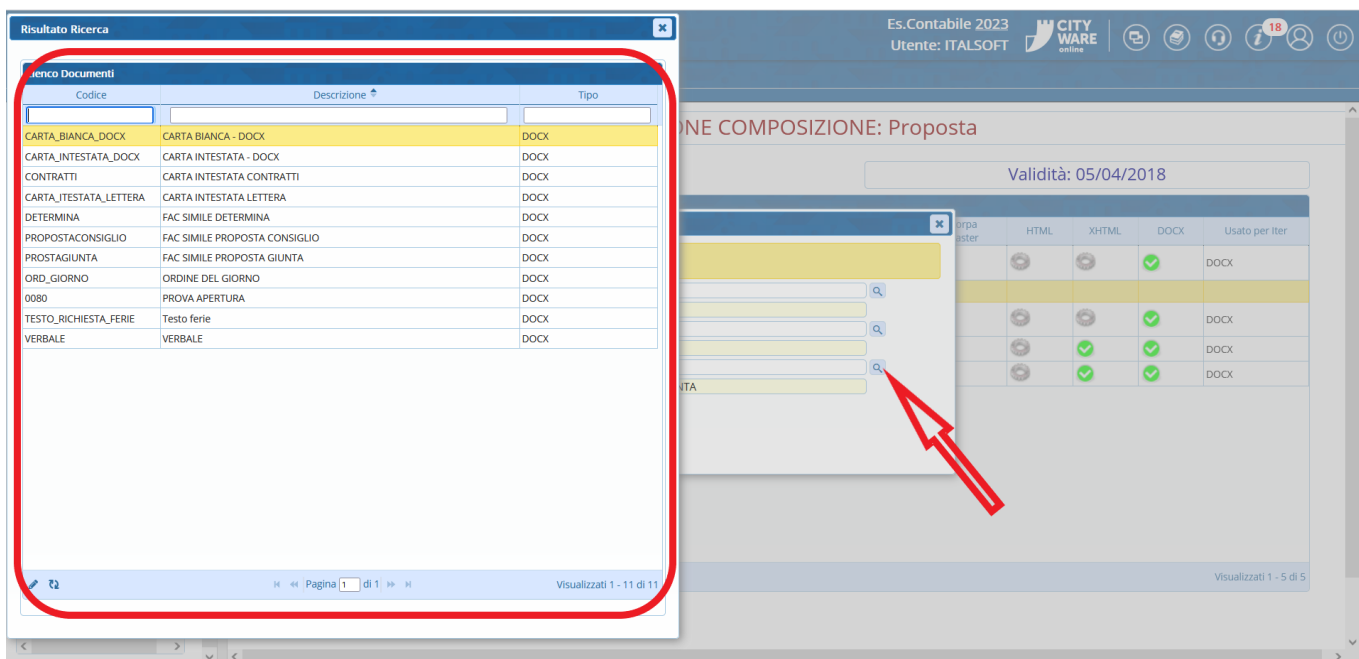 Risultato Ricerca
Es.Contabile 2023
Utente: ITALSOFT
CITY
WARE
online
18
Elenco Documenti
Codice Descrizione Tipo
CARTA_BIANCA_DOCX CARTA BIANCA - DOCX DOCX
CARTA_INTESTATA_DOCX CARTA INTESTATA - DOCX DOCX
CONTRATTI CARTA INTESTATA CONTRATTI DOCX
CARTA_ITESTATA_LETTERA CARTA INTESTATA LETTERA DOCX
DETERMINA FAC SIMILE DETERMINA DOCX
PROPOSTACONSIGLIO FAC SIMILE PROPOSTA CONSIGLIO DOCX
PROSTAGIUNTA FAC SIMILE PROPOSTA GIUNTA DOCX
ORD_GIORNO ORDINE DEL GIORNO DOCX
0080 PROVA APERTURA DOCX
TESTO_RICHIESTA_FERIE Testo ferie DOCX
VERBALE VERBALE DOCX
Pagina 1 di 1 Visualizzati 1 - 11 di 11
NE COMPOSIZIONE: Proposta
Validità: 05/04/2018
orpa
aster
HTML XHTML DOCX Usato per Iter
DOCX
DOCX
DOCX
DOCX
NTA
Visualizzati 1 - 5 di 5